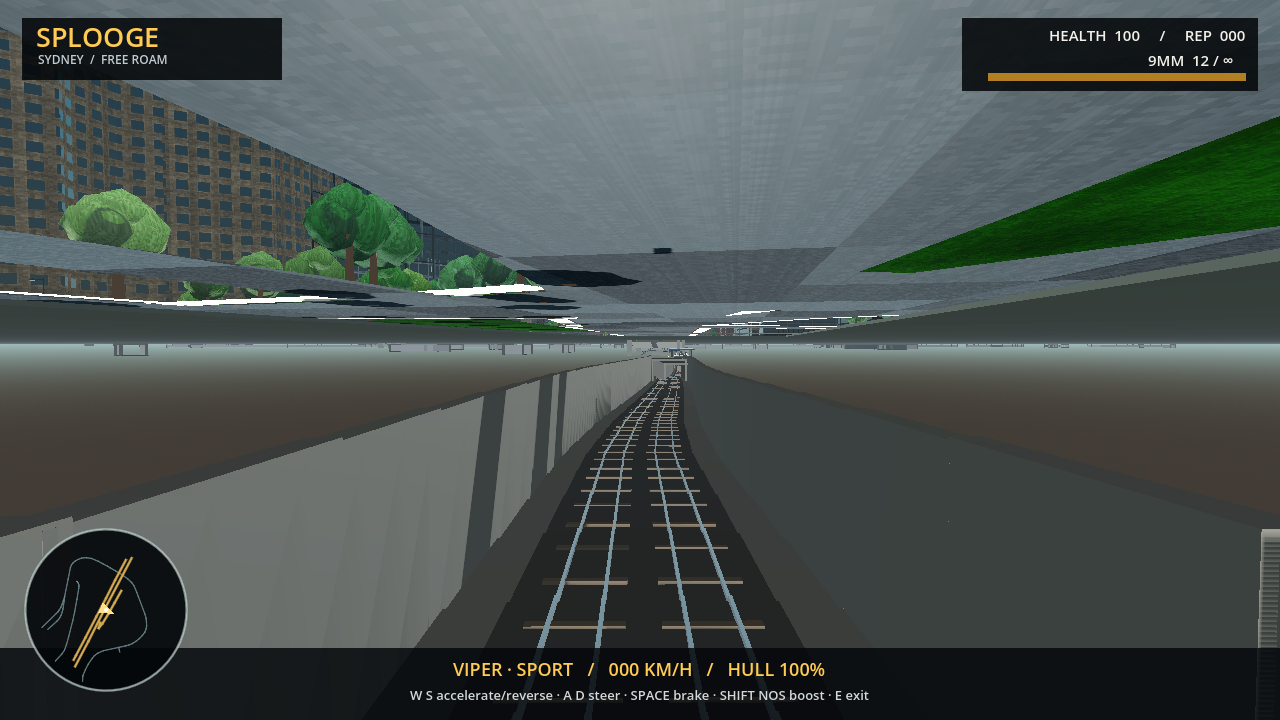 SPLOOGE
SYDNEY / FREE ROAM
HEALTH 100 / REP 000
9MM 12 / ∞
VIPER · SPORT / 000 KM/H / HULL 100%
W S accelerate/reverse · A D steer · SPACE brake · SHIFT NOS boost · E exit